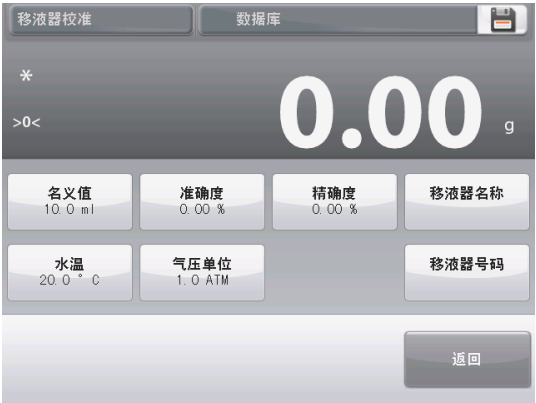 移液器校准 数据库
*
>0<
0.00 g
名义值 准确度 精确度 移液器名称
10.0 ml 0.00 % 0.00 %
水温 气压单位 移液器号码
20.0 ° C 1.0 ATM
返回